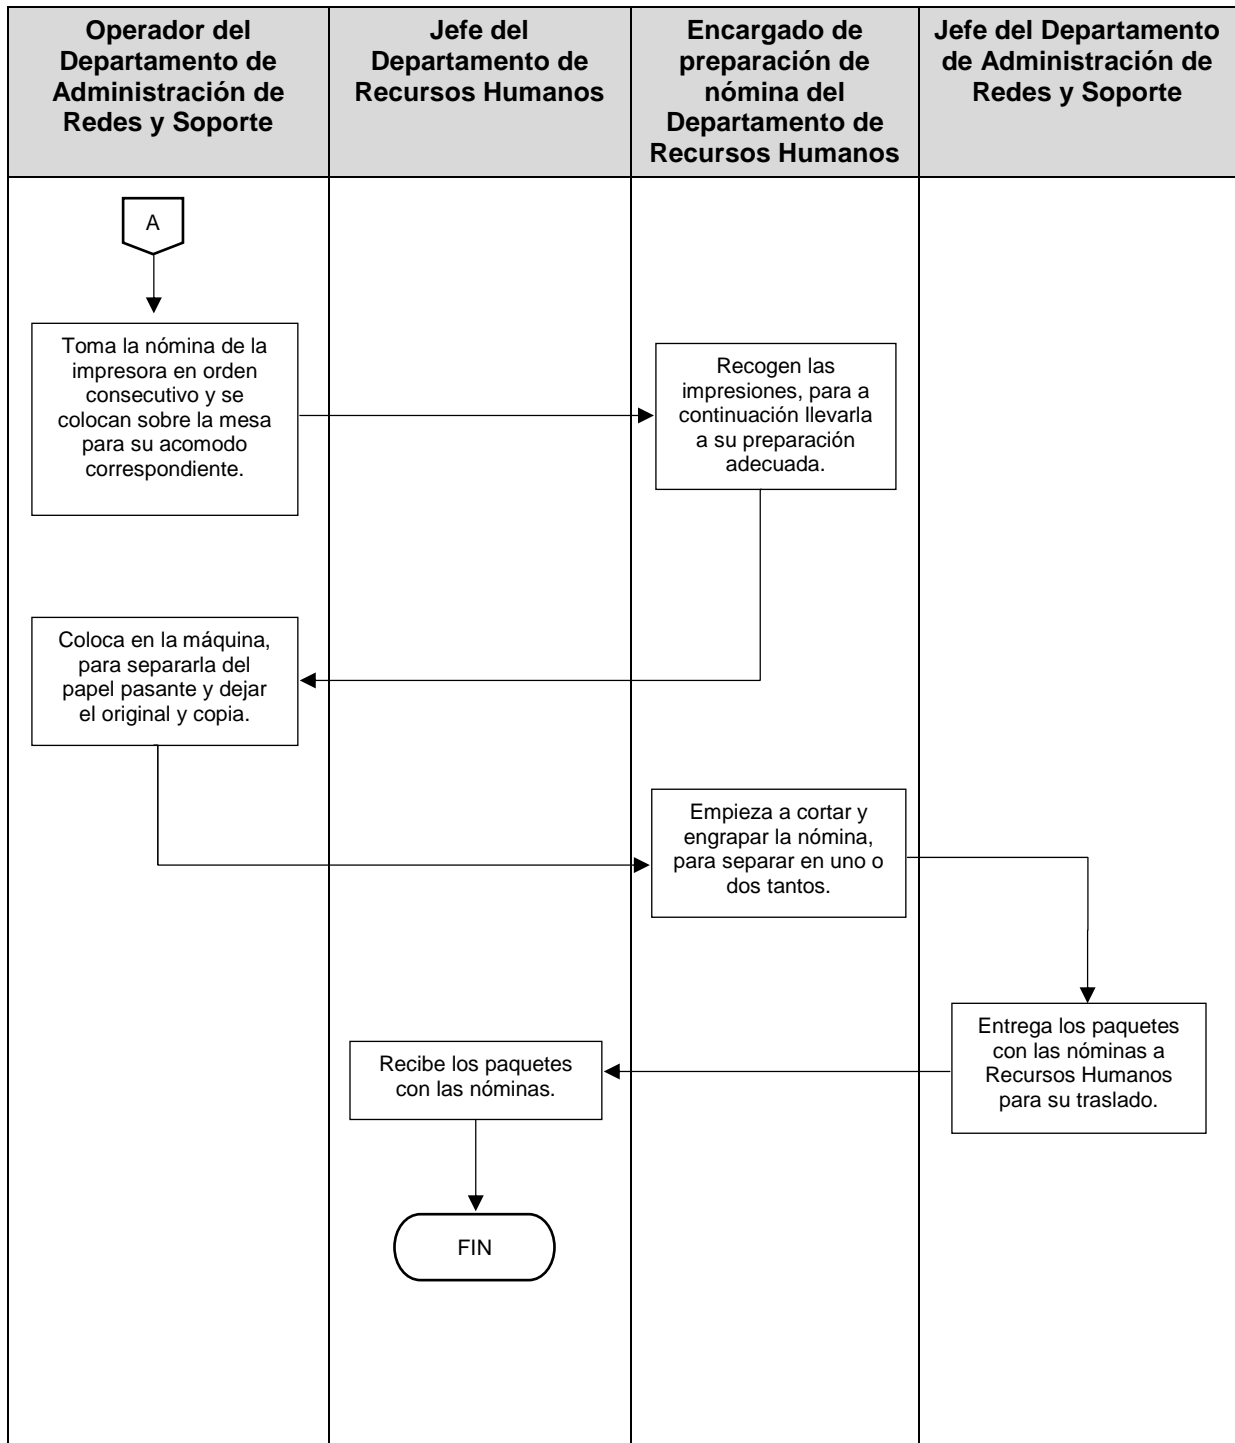 Operador del
Departamento de
Administración de
Redes y Soporte
Jefe del
Departamento de
Recursos Humanos
Encargado de
preparación de
nómina del
Departamento de
Recursos Humanos
Jefe del Departamento
de Administración de
Redes y Soporte
A
Toma la nómina de la
impresora en orden
consecutivo y se
colocan sobre la mesa
para su acomodo
correspondiente.
Recogen las
impresiones, para a
continuación llevarla
a su preparación
adecuada.
Coloca en la máquina,
para separarla del
papel pasante y dejar
el original y copia.
Empieza a cortar y
engrapar la nómina,
para separar en uno o
dos tantos.
Entrega los paquetes
con las nóminas a
Recursos Humanos
para su traslado.
Recibe los paquetes
con las nóminas.
FIN